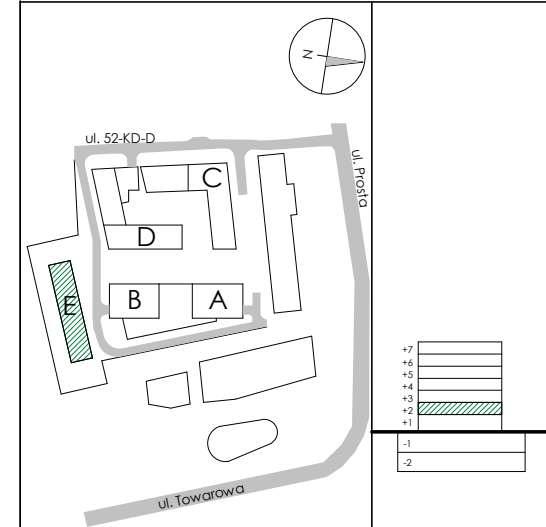 N
ul. 52-KD-D
ul. Prosta
C
D
E
B
A
+7
+6
+5
+4
+3
+2
+1
-1
-2
ul. Towarowa